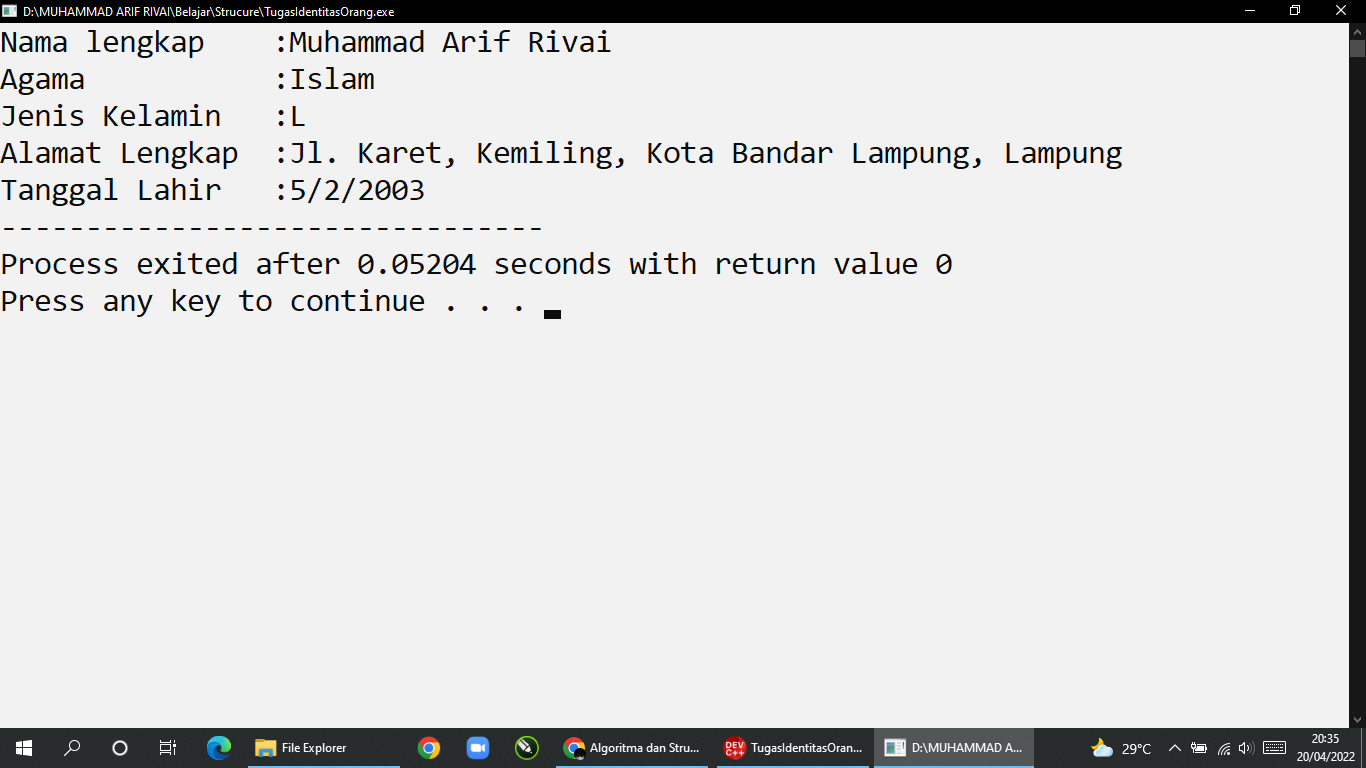 D:\MUHAMMAD ARIF RIVAI\Belajar\Strucure\TugasIdentitasOrang.exe
Nama lengkap    :Muhammad Arif Rivai
Agama           :Islam
Jenis Kelamin   :L
Alamat Lengkap  :Jl. Karet, Kemiling, Kota Bandar Lampung, Lampung
Tanggal Lahir   :5/2/2003
--------------------------------
Process exited after 0.05204 seconds with return value 0
Press any key to continue . . .
File Explorer
Algoritma dan Stru...
DEV C++
TugasIdentitasOran...
D:\MUHAMMAD A...
29°C
20:35
20/04/2022